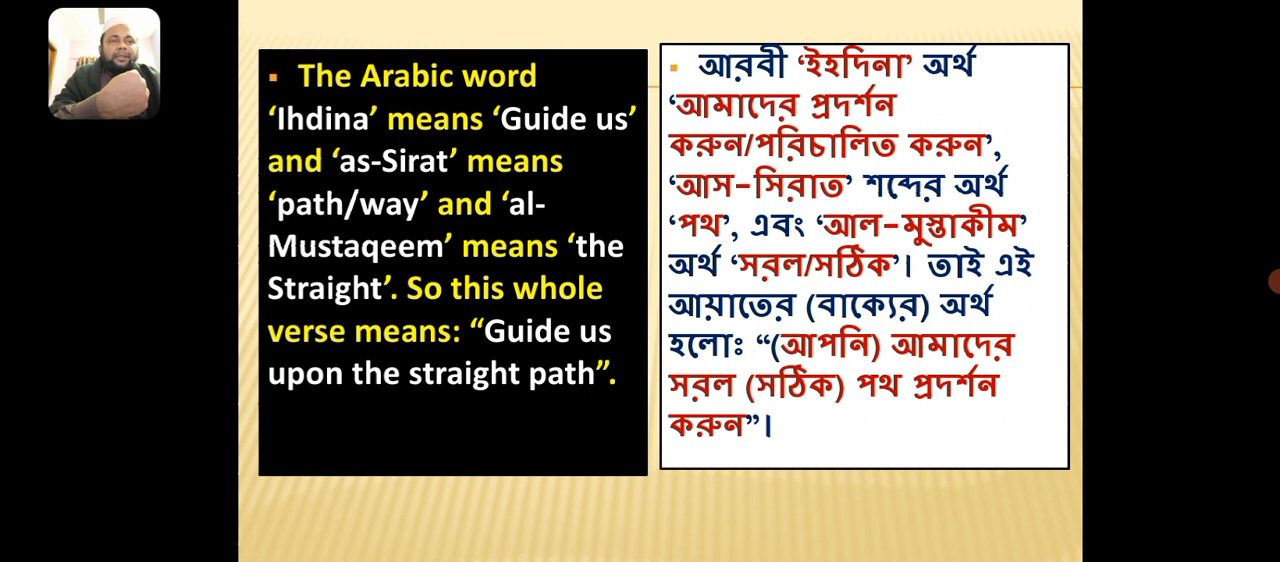 ▪ The Arabic word
‘Ihdina’ means ‘Guide us’
and ‘as-Sirat’ means
‘path/way’ and ‘al-
Mustaqeem’ means ‘the
Straight’. So this whole
verse means: “Guide us
upon the straight path”.
▪ আরবী ‘ইহদিনা’ অর্থ
‘আমাদের প্রদর্শন
করুন/পরিচালিত করুন’,
‘আস-সিরাত’ শব্দের অর্থ
‘পথ’, এবং ‘আল-মুস্তাকীম’
অর্থ ‘সরল/সঠিক’। তাই এই
আয়াতের (বাক্যের) অর্থ
হলোঃ “(আপনি) আমাদের
সরল (সঠিক) পথ প্রদর্শন
করুন”।